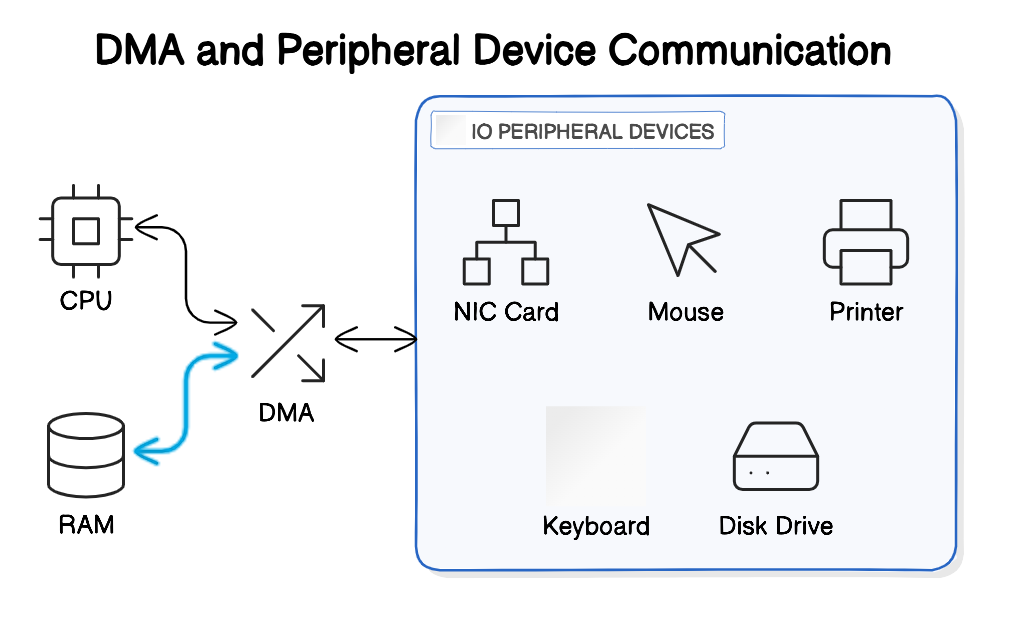 DMA and Peripheral Device Communication
IO PERIPHERAL DEVICES
CPU
NIC Card
Mouse
Printer
DMA
RAM
Keyboard
Disk Drive